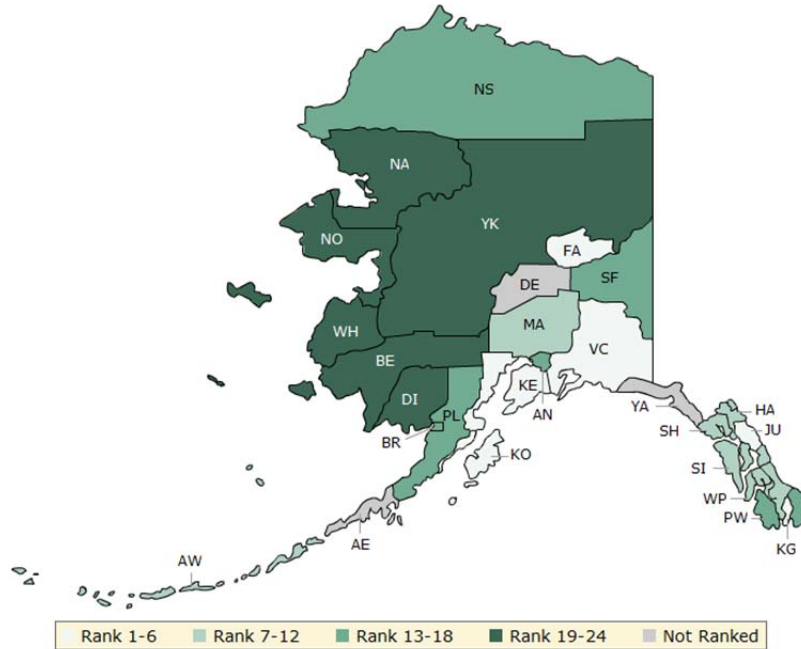 NS
NA
YK
NO
FA
SF
DE
WH
MA
BE
VC
KE
DI
AN
YA
HA
PL
SH
JU
BR
KO
SI
WP
PW
KG
AE
AW
Rank 1-6 Rank 7-12 Rank 13-18 Rank 19-24 Not Ranked